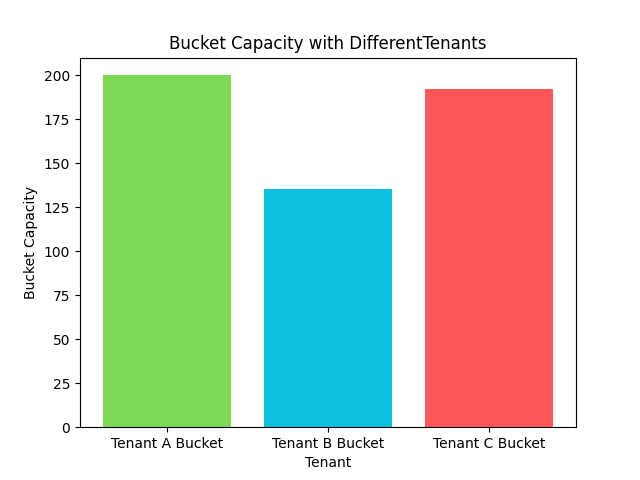 Bucket Capacity with DifferentTenants
200
175
150
125
100
75
50
25
0
Bucket Capacity
Tenant A Bucket
Tenant B Bucket
Tenant C Bucket
Tenant